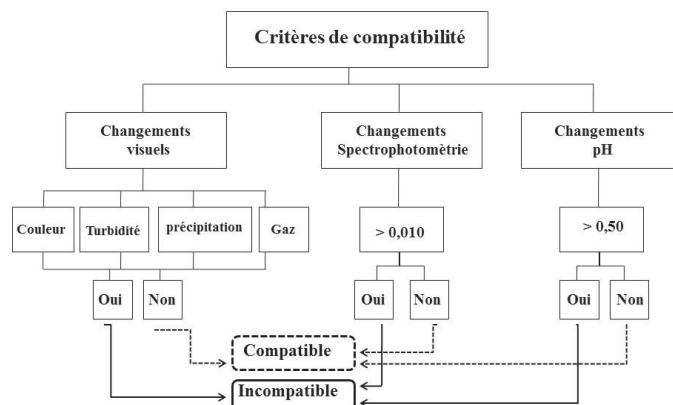 Critères de compatibilité
Changements
visuels
Changements
Spectrophotomètrie
Changements
pH
Couleur
Turbidité
précipitation
Gaz
> 0,010
> 0,50
Oui
Non
Oui
Non
Oui
Non
Compatible
Incompatible